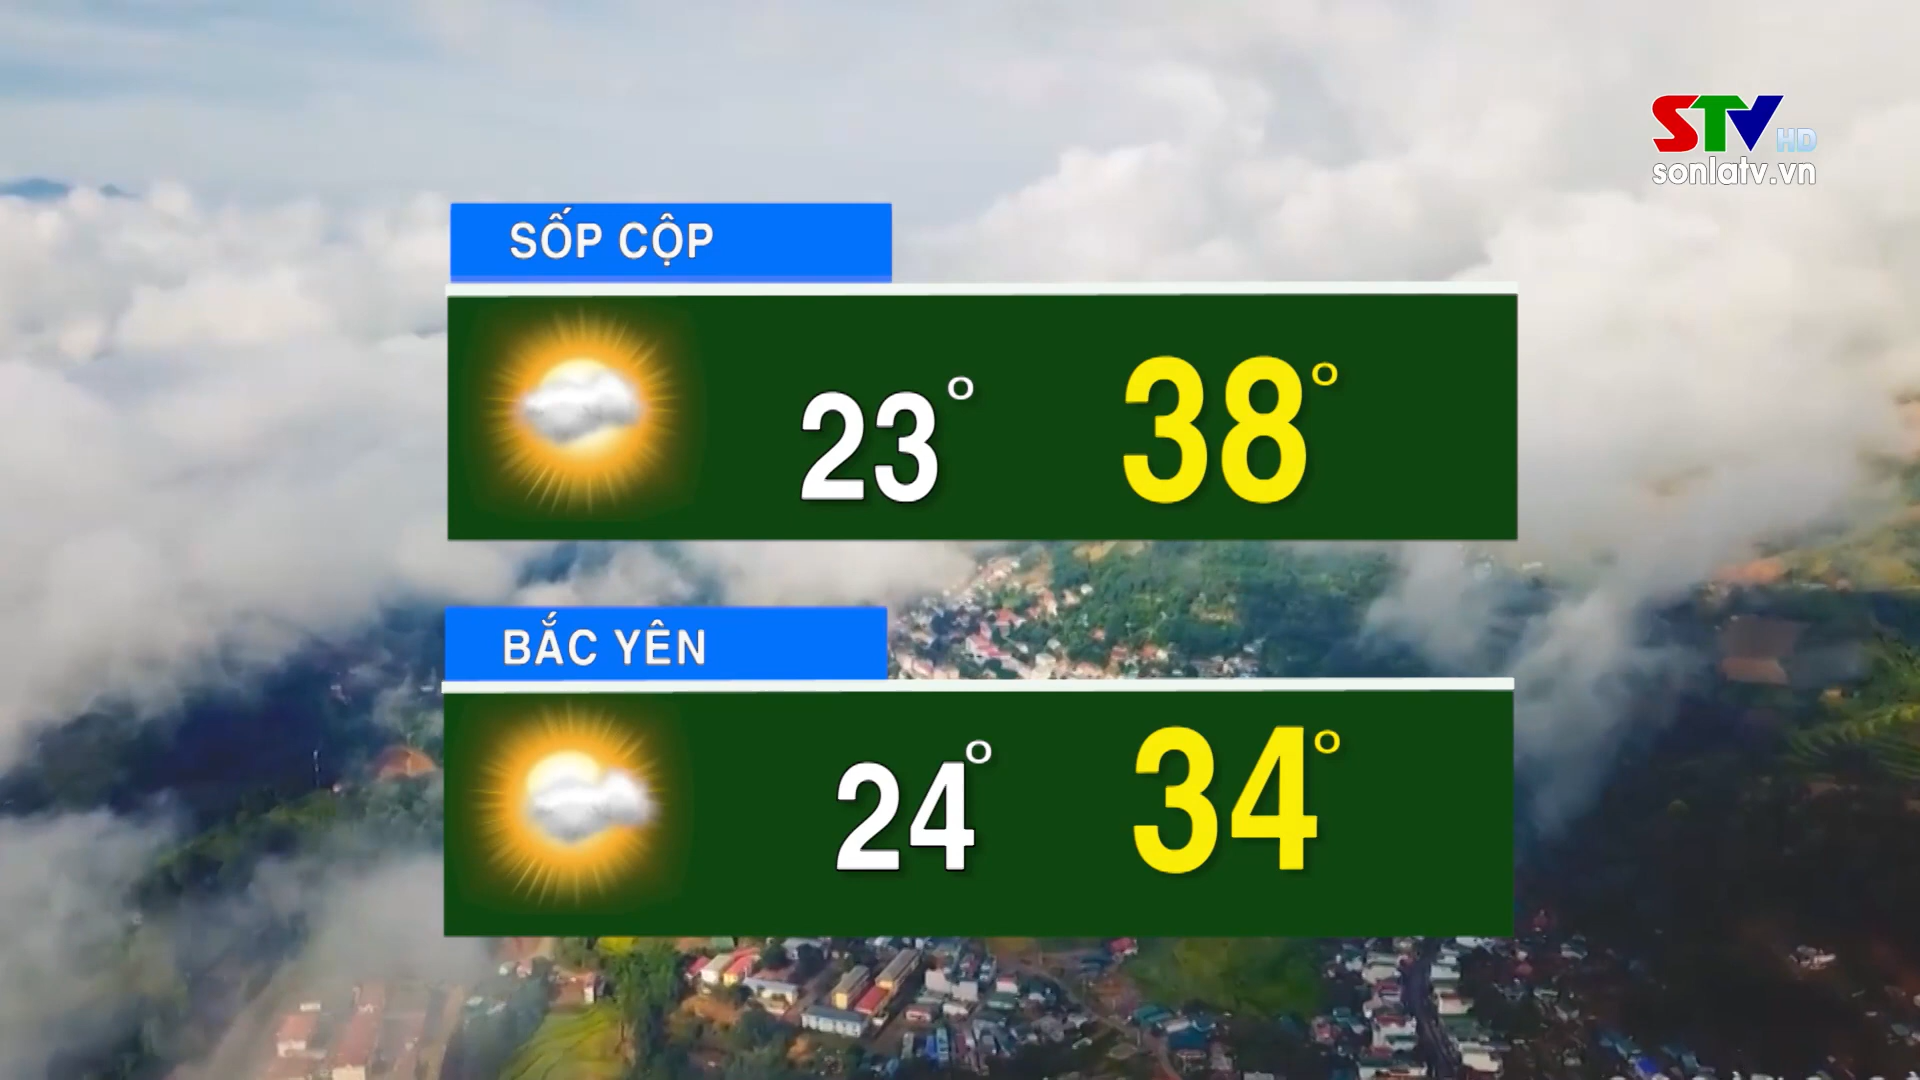 STV HD
sonlatv.vn
SỐP CỘP
23° 38°
BẮC YÊN
24° 34°